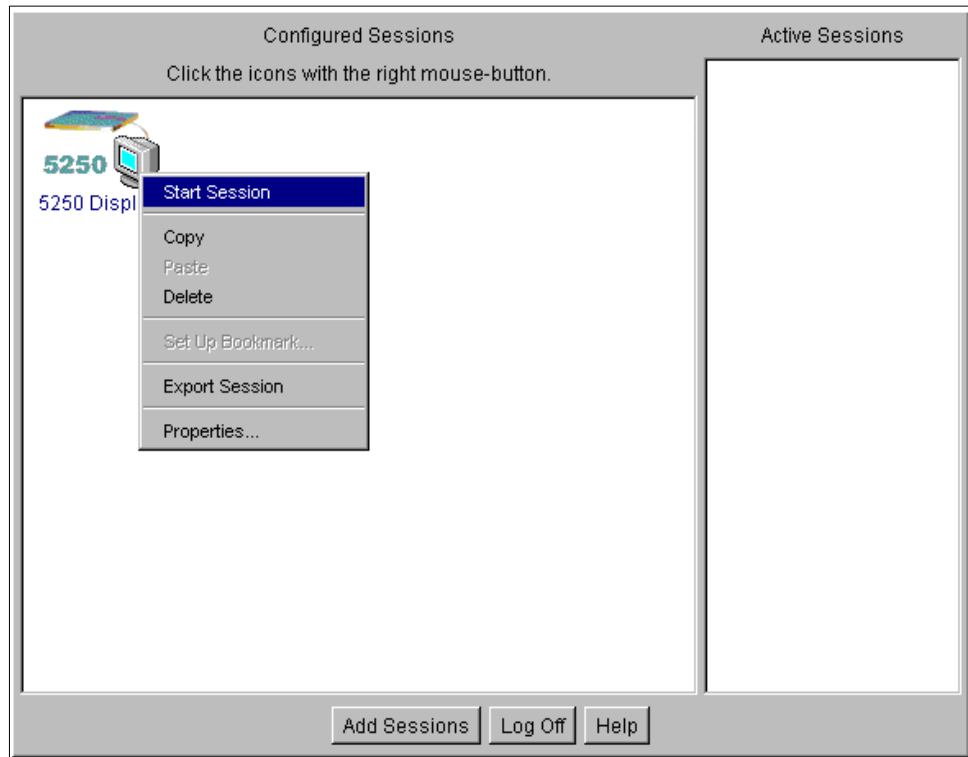 Configured Sessions
Active Sessions
Click the icons with the right mouse-button.
5250
5250 Displ
Start Session
Copy
Paste
Delete
Set Up Bookmark...
Export Session
Properties...
Add Sessions
Log Off
Help